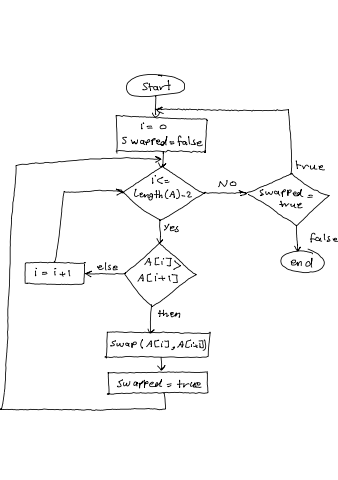 Start
i = 0
Swapped=false
i<=
length(A)-2
NO
swapped =
true
true
false
end
yes
A[i]>
A[i+1]
else
i = i+1
then
swap(A[i], A[i+1])
swapped = true